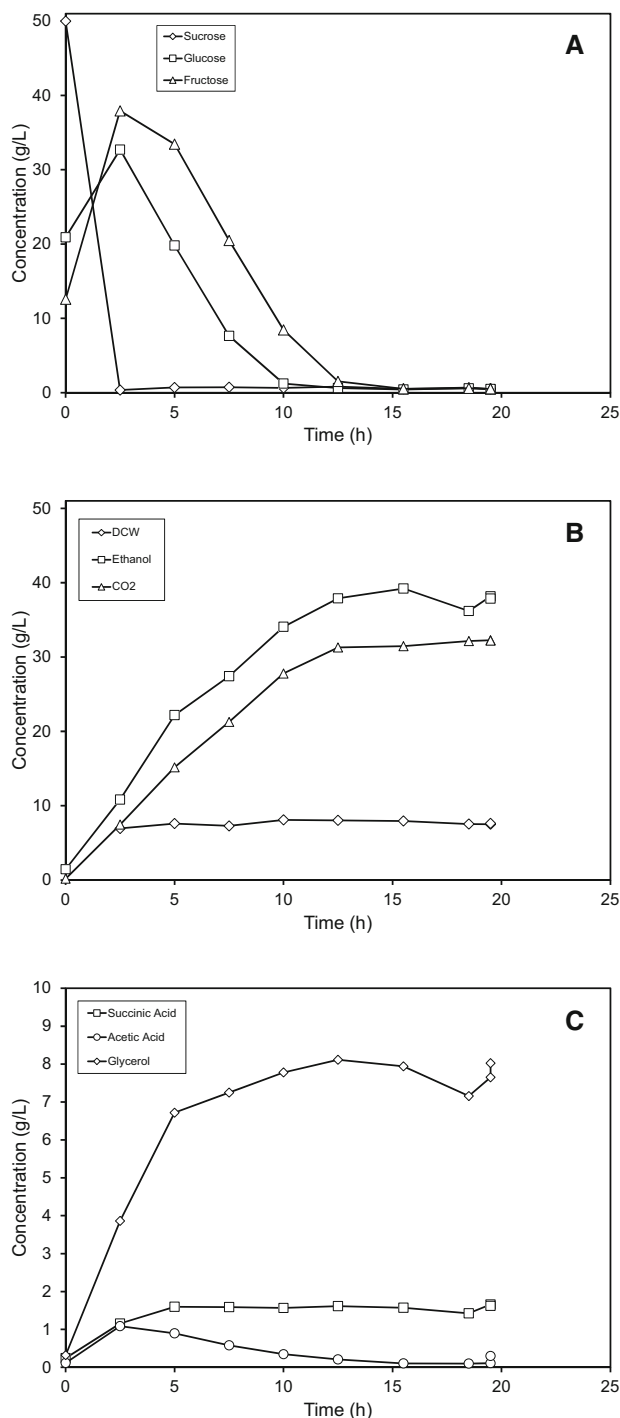 A
Sucrose
Glucose
Fructose
Concentration (g/L)
50
40
30
20
10
0
0 5 10 15 20 25
Time (h)
B
DCW
Ethanol
CO2
Concentration (g/L)
50
40
30
20
10
0
0 5 10 15 20 25
Time (h)
C
Succinic Acid
Acetic Acid
Glycerol
Concentration (g/L)
10
9
8
7
6
5
4
3
2
1
0
0 5 10 15 20 25
Time (h)